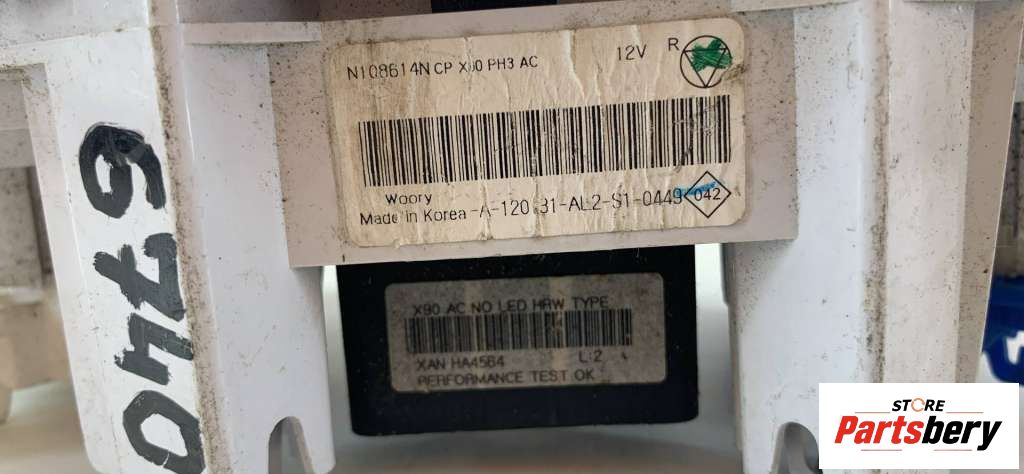 N108614N CP X90 PH3 AC
12V
R
Woory
Made in Korea
042
X90 AC NO LED HRW TYPE
XAN HA4564
L:2
PERFORMANCE TEST OK
STORE
Partsbery